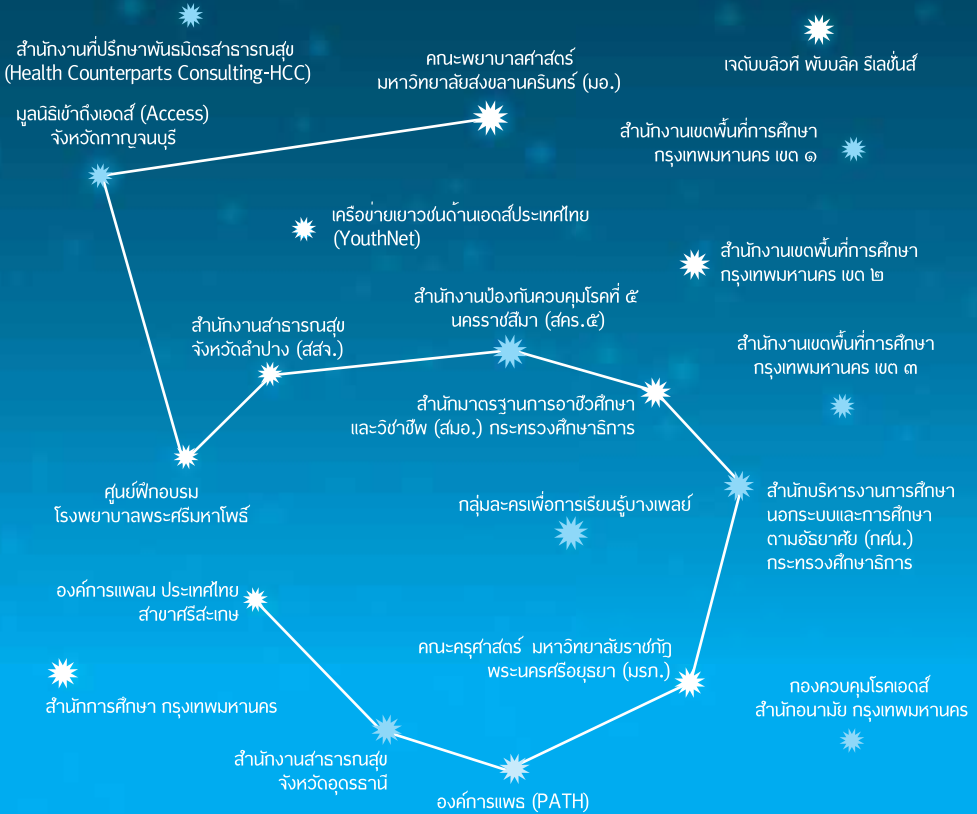 สำนักงานที่ปรึกษาพันธมิตรสาธารณสุข
(Health Counterparts Consulting-HCC)
คณะพยาบาลศาสตร์
มหาวิทยาลัยสงขลานครินทร์ (มอ.)
เจดับบลิวที พับบลิค รีเลชั่นส์
มูลนิธิเข้าถึงเอดส์ (Access)
จังหวัดกาญจนบุรี
สำนักงานเขตพื้นที่การศึกษา
กรุงเทพมหานคร เขต ๑
เครือข่ายเยาวชนด้านเอดส์ประเทศไทย
(YouthNet)
สำนักงานเขตพื้นที่การศึกษา
กรุงเทพมหานคร เขต ๒
สำนักงานป้องกันควบคุมโรคที่ ๕
นครราชสีมา (สคร.๕)
สำนักงานสาธารณสุข
จังหวัดลำปาง (สสจ.)
สำนักงานเขตพื้นที่การศึกษา
กรุงเทพมหานคร เขต ๓
สำนักมาตรฐานการอาชีวศึกษา
และวิชาชีพ (สมอ.) กระทรวงศึกษาธิการ
ศูนย์ฝึกอบรม
โรงพยาบาลพระศรีมหาโพธิ์
กลุ่มละครเพื่อการเรียนรู้บางเพลย์
สำนักบริหารงานการศึกษา
นอกระบบและการศึกษา
ตามอัธยาศัย (กศน.)
กระทรวงศึกษาธิการ
องค์การแพลน ประเทศไทย
สาขาศรีสะเกษ
คณะครุศาสตร์ มหาวิทยาลัยราชภัฏ
พระนครศรีอยุธยา (มรภ.)
สำนักการศึกษา กรุงเทพมหานคร
กองควบคุมโรคเอดส์
สำนักอนามัย กรุงเทพมหานคร
สำนักงานสาธารณสุข
จังหวัดอุดรธานี
องค์การแพธ (PATH)